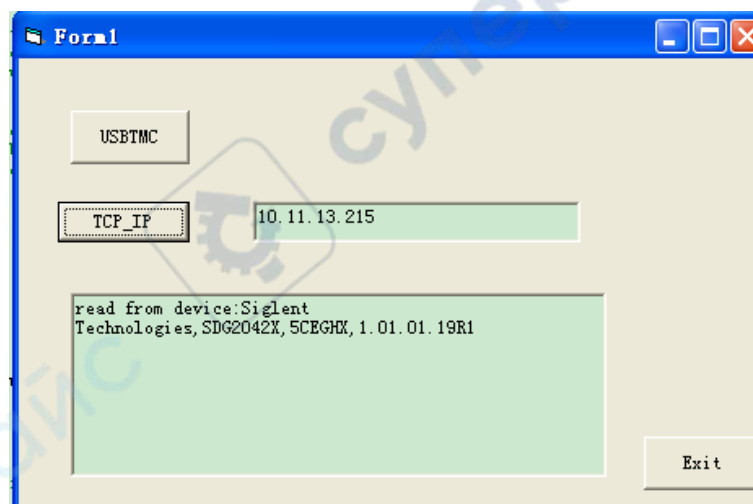 Form1
USBTMC
TCP_IP
10.11.13.215
read from device:Siglent
Technologies,SDG2042X,5CEGHX,1.01.01.19R1
Exit